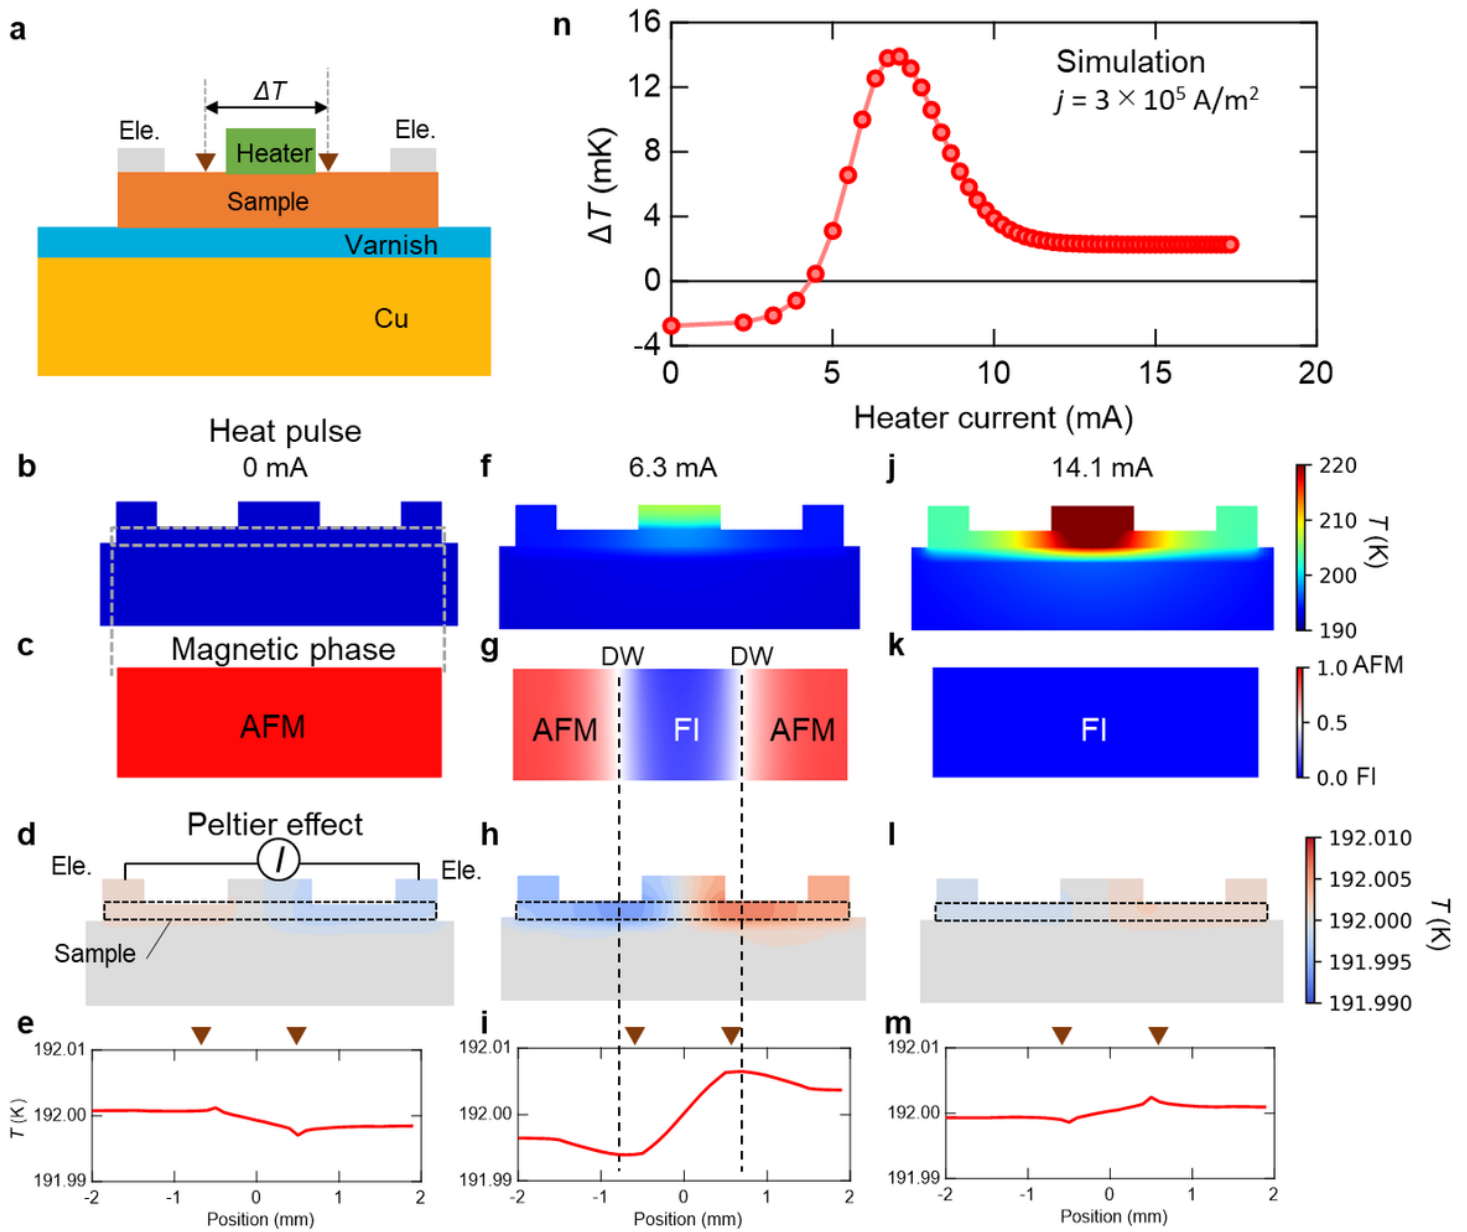 a
ΔT
Ele.
Ele.
Heater
Sample
Varnish
Cu
n
16
12
8
4
0
-4
ΔT (mK)
Simulation
j = 3 × 10⁵ A/m²
0
5
10
15
20
Heater current (mA)
Heat pulse
b
0 mA
f
6.3 mA
j
14.1 mA
220
210
200
190
T (K)
c
Magnetic phase
AFM
g
DW
DW
AFM
FI
AFM
k
FI
1.0 AFM
0.5
0.0 FI
d
Peltier effect
Ele.
I
Ele.
Sample
h
l
192.010
192.005
192.000
191.995
191.990
T (K)
e
192.01
192.00
191.99
T (K)
-2
-1
0
1
2
Position (mm)
i
192.01
192.00
191.99
-2
-1
0
1
2
Position (mm)
m
192.01
192.00
191.99
-2
-1
0
1
2
Position (mm)